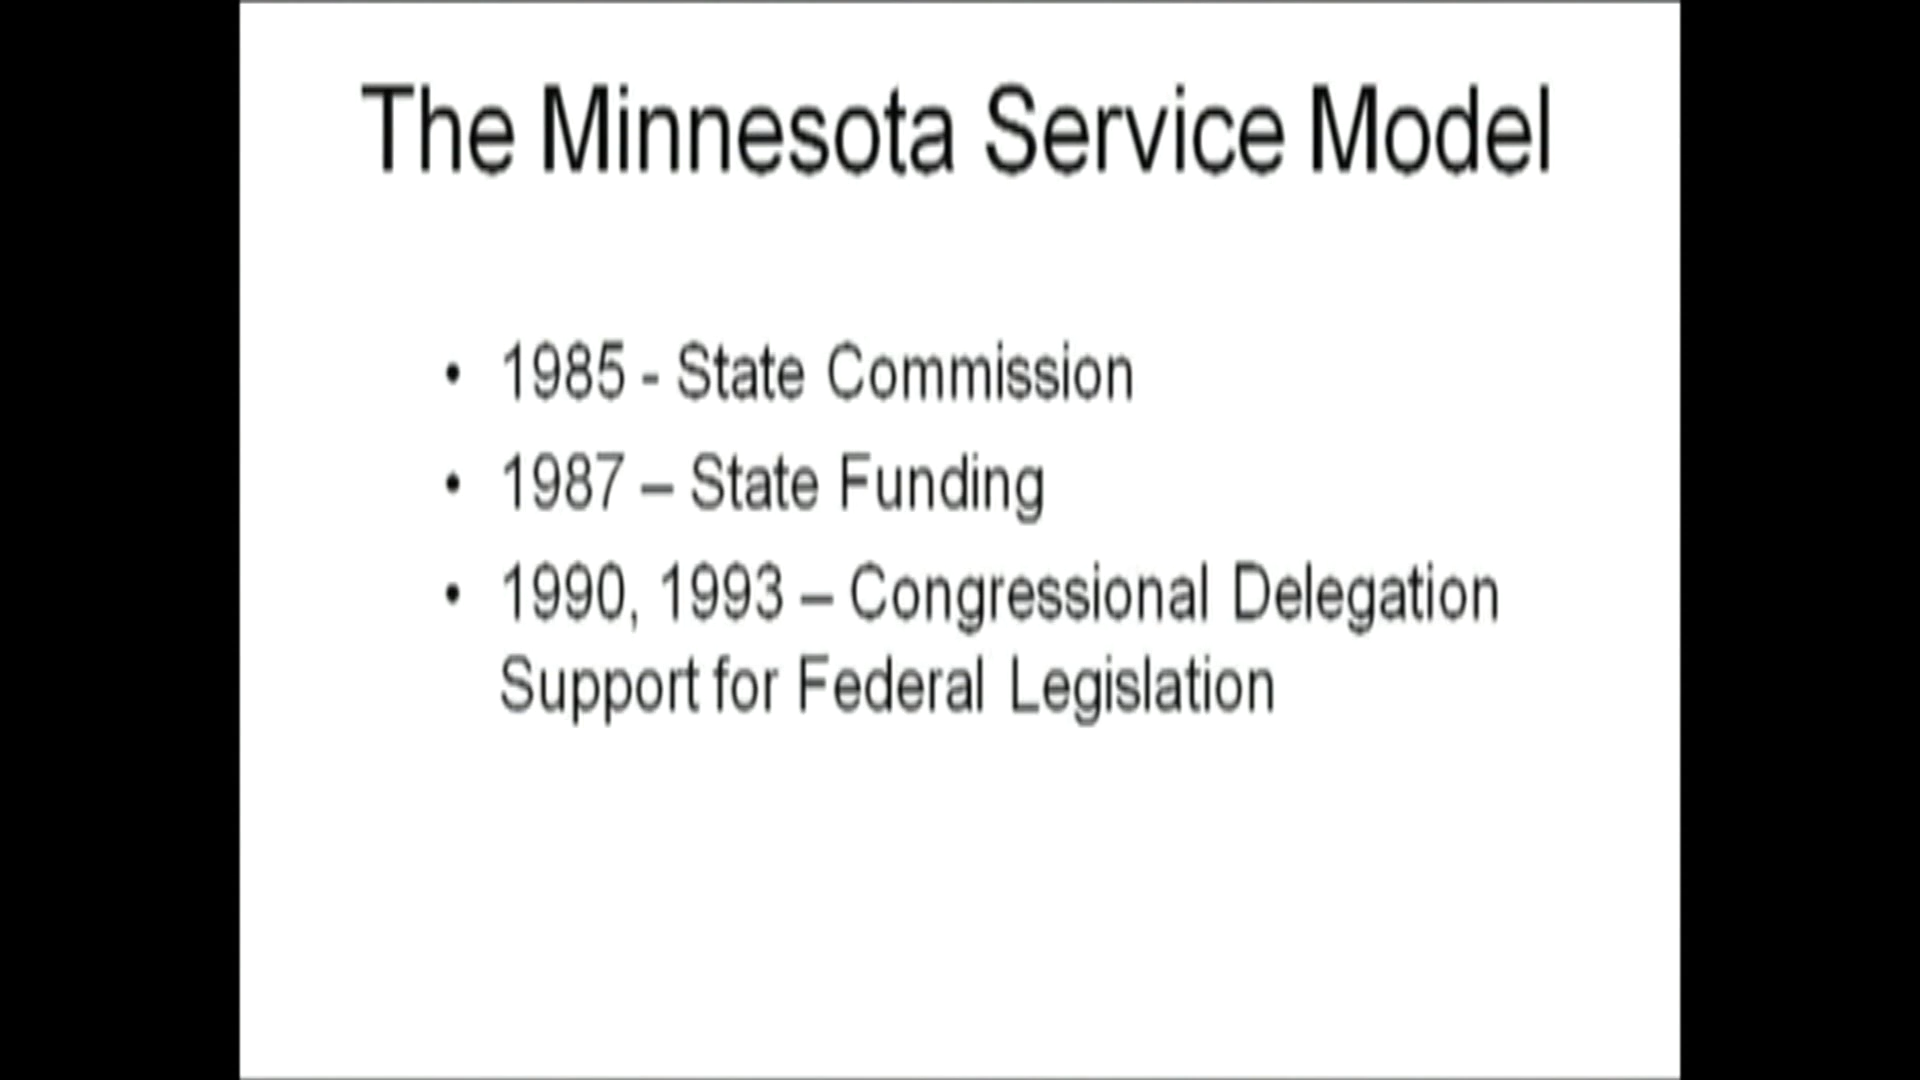 The Minnesota Service Model
• 1985 - State Commission
• 1987 – State Funding
• 1990, 1993 – Congressional Delegation
Support for Federal Legislation